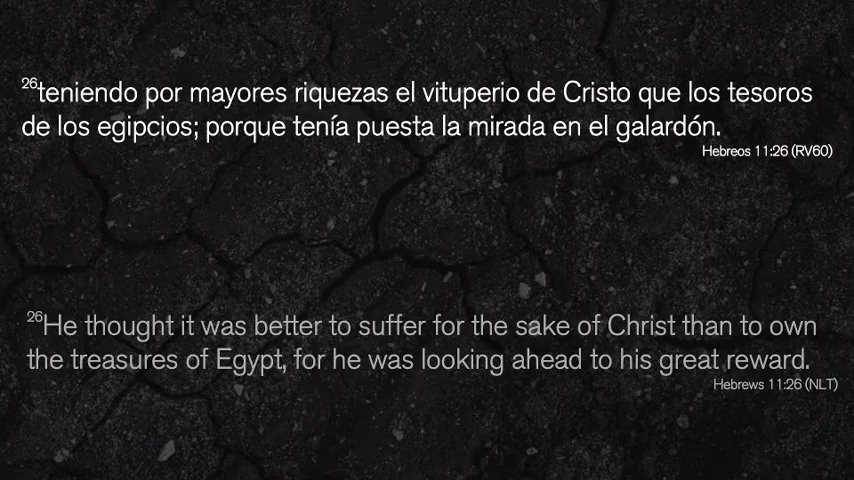 26teniendo por mayores riquezas el vituperio de Cristo que los tesoros
de los egipcios; porque tenía puesta la mirada en el galardón.
Hebreos 11:26 (RV60)
26He thought it was better to suffer for the sake of Christ than to own
the treasures of Egypt, for he was looking ahead to his great reward.
Hebrews 11:26 (NLT)